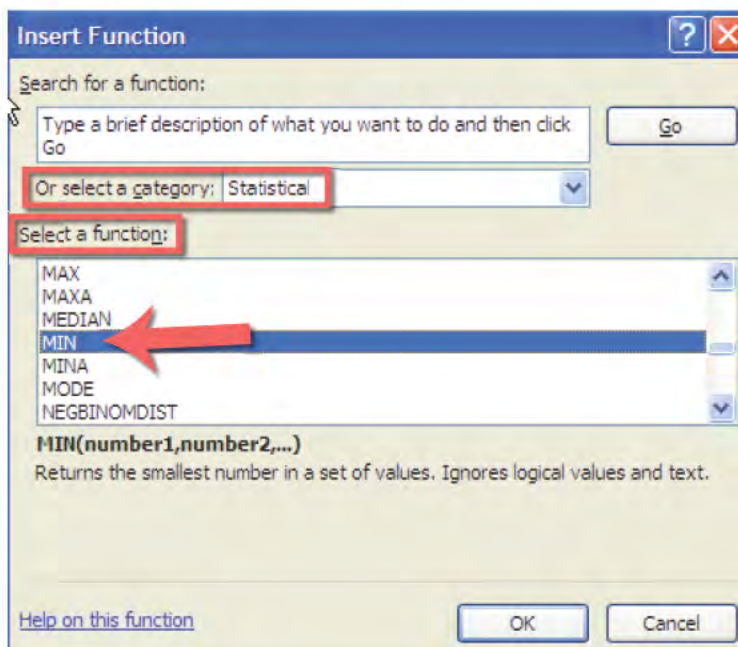 Insert Function
Search for a function:
Type a brief description of what you want to do and then click
Go
Go
Or select a category: Statistical
Select a function:
MAX
MAXA
MEDIAN
MIN
MINA
MODE
NEGBINOMDIST
MIN(number1,number2,...)
Returns the smallest number in a set of values. Ignores logical values and text.
Help on this function
OK
Cancel